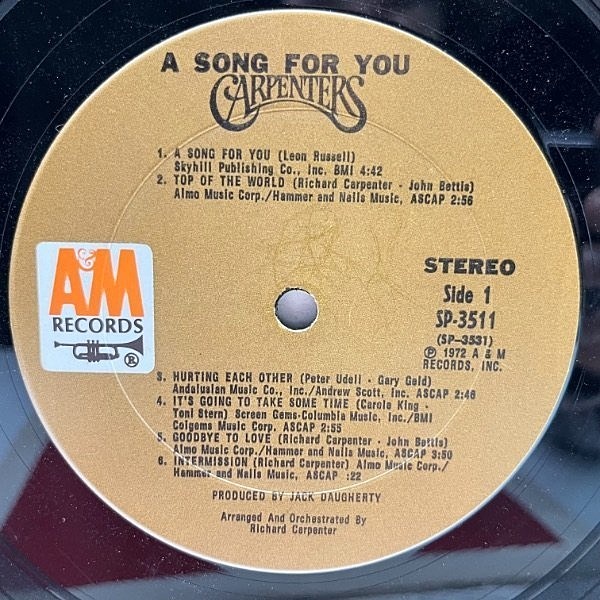 A SONG FOR YOU
CARPENTERS
1. A SONG FOR YOU (Leon Russell)
Skyhill Publishing Co., Inc. BMI 4:42
2. TOP OF THE WORLD (Richard Carpenter - John Bettis)
Almo Music Corp./Hammer and Nails Music, ASCAP 2:56
A&M
RECORDS
®
STEREO
Side 1
SP-3511
(SP-3531)
℗ 1972 A & M
RECORDS, INC.
3. HURTING EACH OTHER (Peter Udell - Gary Geld)
Andalusian Music Co., Inc./Andrew Scott, Inc. ASCAP 2:46
4. IT'S GOING TO TAKE SOME TIME (Carole King -
Toni Stern) Screen Gems-Columbia Music, Inc./BMI
Colgems Music Corp. ASCAP 2:55
5. GOODBYE TO LOVE (Richard Carpenter - John Bettis)
Almo Music Corp./Hammer and Nails Music, ASCAP 3:50
6. INTERMISSION (Richard Carpenter) Almo Music Corp./
Hammer and Nails Music, ASCAP :22
PRODUCED BY JACK DAUGHERTY
Arranged And Orchestrated By
Richard Carpenter